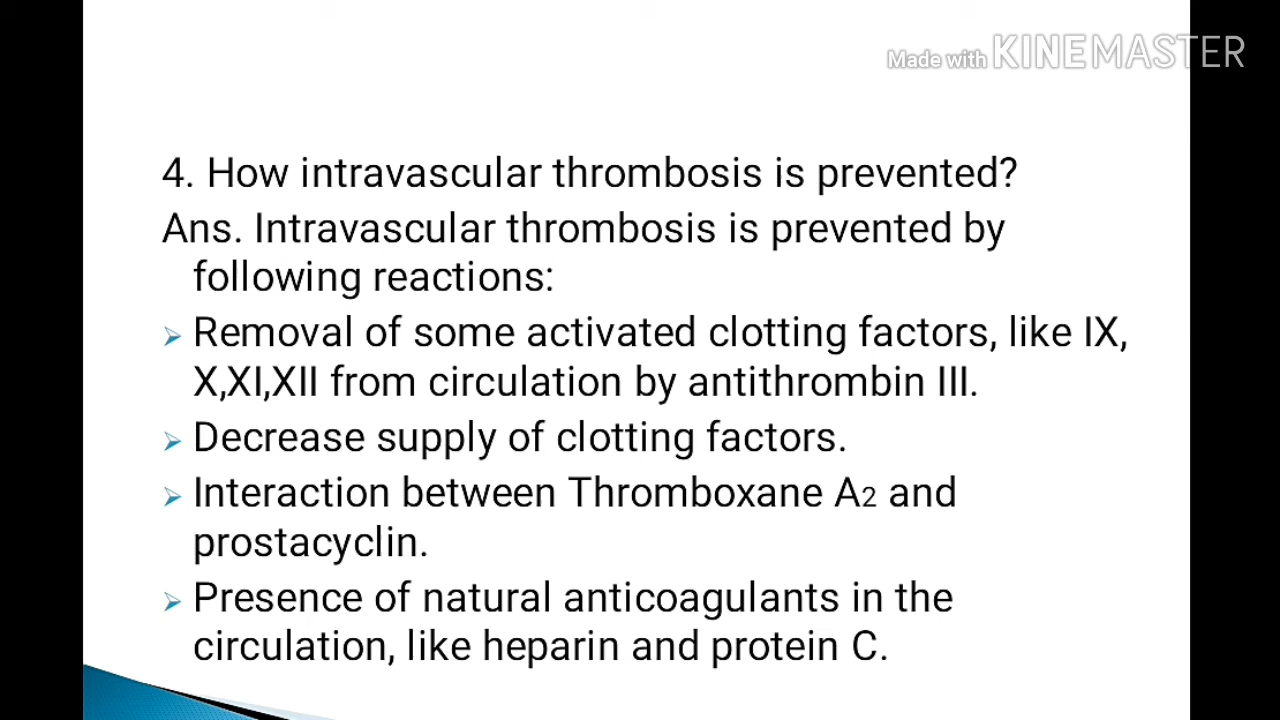 Made with KINEMASTER
4. How intravascular thrombosis is prevented?
Ans. Intravascular thrombosis is prevented by
following reactions:
Removal of some activated clotting factors, like IX,
X,XI,XII from circulation by antithrombin III.
Decrease supply of clotting factors.
Interaction between Thromboxane A2 and
prostacyclin.
Presence of natural anticoagulants in the
circulation, like heparin and protein C.